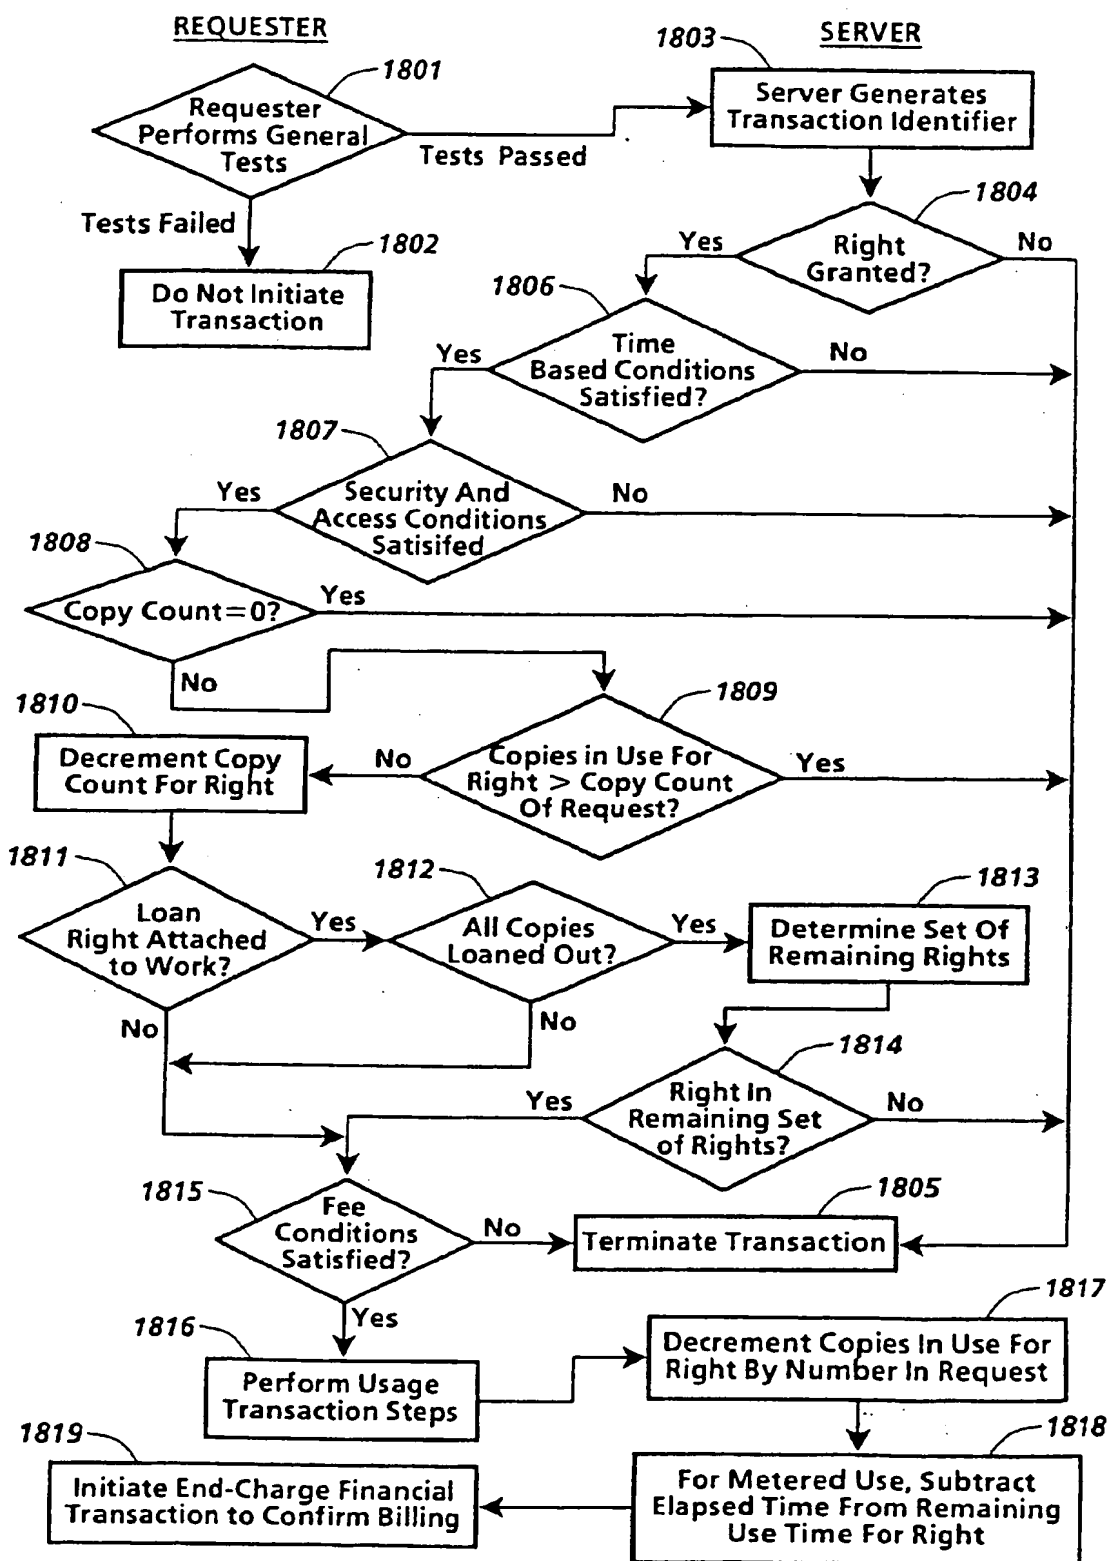 REQUESTER
SERVER
1801
1803
Requester
Performs General
Tests
Tests Passed
Server Generates
Transaction Identifier
Tests Failed
1802
Do Not Initiate
Transaction
1804
Right
Granted?
Yes
No
1806
Time
Based Conditions
Satisfied?
Yes
No
1807
Security And
Access Conditions
Satisifed
Yes
No
1808
Copy Count=0?
Yes
No
1809
Copies in Use For
Right > Copy Count
Of Request?
No
Yes
1810
Decrement Copy
Count For Right
1811
Loan
Right Attached
to Work?
Yes
No
1812
All Copies
Loaned Out?
Yes
No
1813
Determine Set Of
Remaining Rights
1814
Right In
Remaining Set
of Rights?
Yes
No
1815
Fee
Conditions
Satisfied?
No
Yes
1805
Terminate Transaction
1816
Perform Usage
Transaction Steps
1817
Decrement Copies In Use For
Right By Number In Request
1818
For Metered Use, Subtract
Elapsed Time From Remaining
Use Time For Right
1819
Initiate End-Charge Financial
Transaction to Confirm Billing